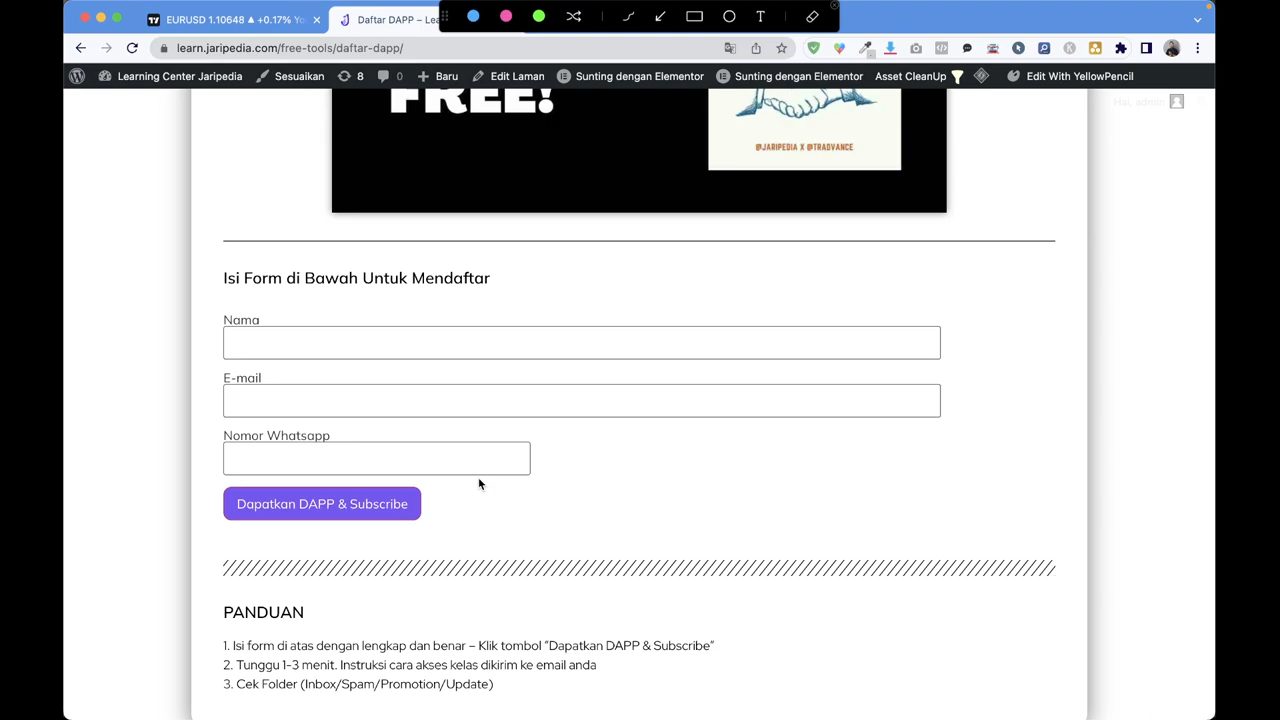 EURUSD 1.10648 ▲ +0.17% Yo
Daftar DAPP – Lea
T
learn.jaripedia.com/free-tools/daftar-dapp/
Learning Center Jaripedia
Sesuaikan
8
0
Baru
Edit Laman
Sunting dengan Elementor
Sunting dengan Elementor
Asset CleanUp
Edit With YellowPencil
Hai, admin
FREE!
@JARIPEDIA X @TRADVANCE
Isi Form di Bawah Untuk Mendaftar
Nama
E-mail
Nomor Whatsapp
Dapatkan DAPP & Subscribe
PANDUAN
1. Isi form di atas dengan lengkap dan benar – Klik tombol "Dapatkan DAPP & Subscribe"
2. Tunggu 1-3 menit. Instruksi cara akses kelas dikirim ke email anda
3. Cek Folder (Inbox/Spam/Promotion/Update)